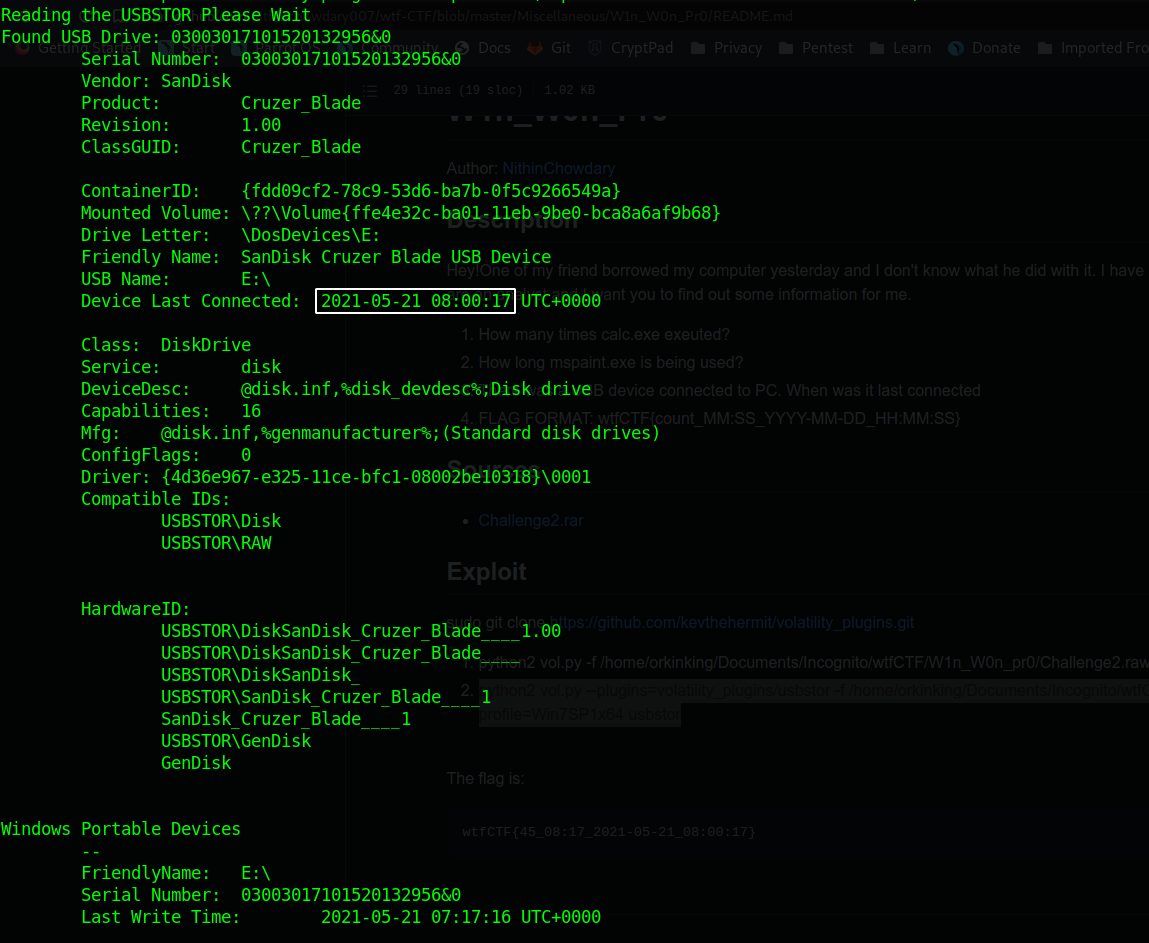 Reading the USBSTOR Please Wait
Found USB Drive: 03003017101520132956&0
Serial Number: 03003017101520132956&0
Vendor: SanDisk
Product: Cruzer_Blade
Revision: 1.00
ClassGUID: Cruzer_Blade
ContainerID: {fdd09cf2-78c9-53d6-ba7b-0f5c9266549a}
Mounted Volume: \??\Volume{ffe4e32c-ba01-11eb-9be0-bca8a6af9b68}
Drive Letter: \DosDevices\E:
Friendly Name: SanDisk Cruzer Blade USB Device
USB Name: E:\
Device Last Connected: 2021-05-21 08:00:17 UTC+0000
Class: DiskDrive
Service: disk
DeviceDesc: @disk.inf,%disk_devdesc%;Disk drive
Capabilities: 16
Mfg: @disk.inf,%genmanufacturer%;(Standard disk drives)
ConfigFlags: 0
Driver: {4d36e967-e325-11ce-bfc1-08002be10318}\0001
Compatible IDs:
USBSTOR\Disk
USBSTOR\RAW
HardwareID:
USBSTOR\DiskSanDisk_Cruzer_Blade____1.00
USBSTOR\DiskSanDisk_Cruzer_Blade____
USBSTOR\DiskSanDisk_
USBSTOR\SanDisk_Cruzer_Blade____1
SanDisk_Cruzer_Blade____1
USBSTOR\GenDisk
GenDisk
Windows Portable Devices
--
FriendlyName: E:\
Serial Number: 03003017101520132956&0
Last Write Time: 2021-05-21 07:17:16 UTC+0000
wdary007/wtf-CTF/blob/master/Miscellaneous/W1n_W0n_Pr0/README.md
Getting Started Start Parrot OS Community Docs Git CryptPad Privacy Pentest Learn Donate Imported Fro
29 lines (19 sloc) 1.02 KB
W1n_W0n_Pr0
Author: NithinChowdary
Description
Hey!One of my friend borrowed my computer yesterday and I don't know what he did with it. I have
and I want you to find out some information for me.
1. How many times calc.exe exeuted?
2. How long mspaint.exe is being used?
device connected to PC. When was it last connected
4. FLAG FORMAT: wtfCTF{count_MM:SS_YYYY-MM-DD_HH:MM:SS}
Sources
• Challenge2.rar
Exploit
sudo git clone https://github.com/kevthehermit/volatility_plugins.git
1. python2 vol.py -f /home/orkinking/Documents/Incognito/wtfCTF/W1n_W0n_pr0/Challenge2.raw
2. python2 vol.py --plugins=volatility_plugins/usbstor -f /home/orkinking/Documents/Incognito/wtfC
profile=Win7SP1x64 usbstor
The flag is:
wtfCTF{45_08:17_2021-05-21_08:00:17}